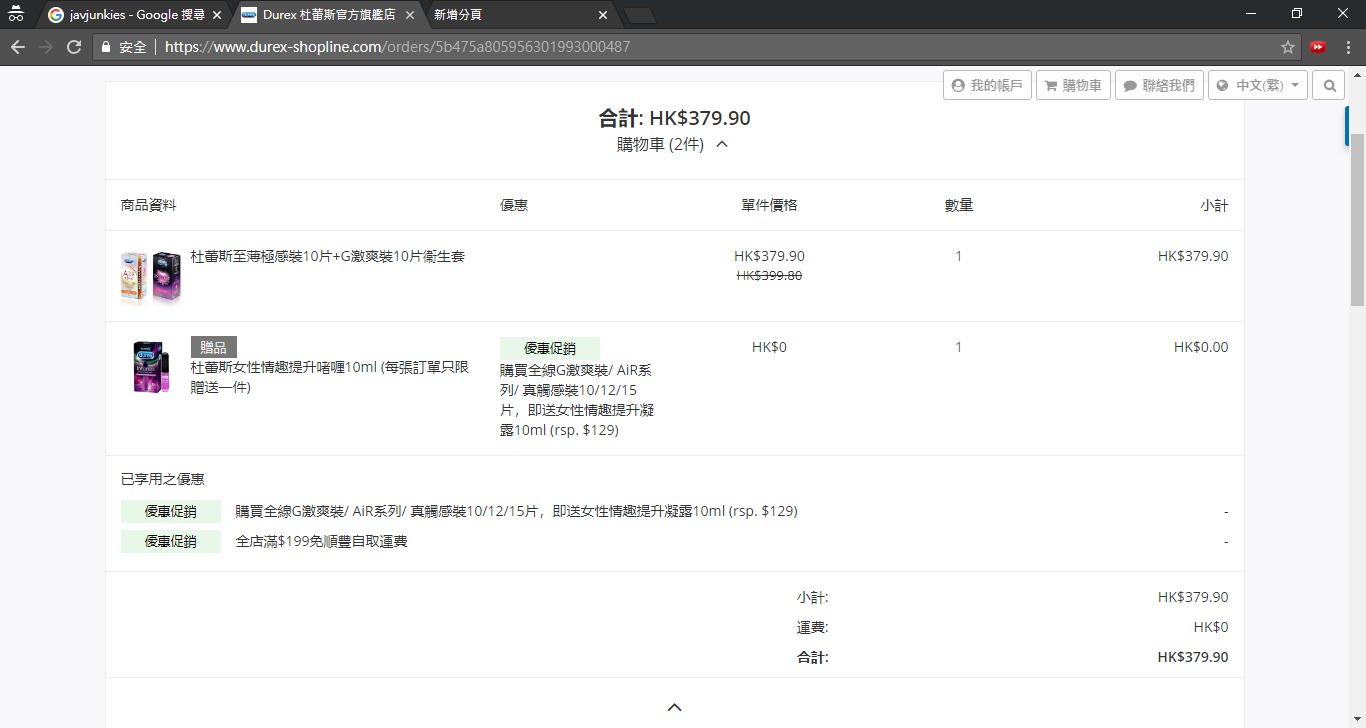 javjunkies - Google 搜尋
Durex 杜蕾斯官方旗艦店
新增分頁
安全
https://www.durex-shopline.com/orders/5b475a805956301993000487
我的帳戶
購物車
聯絡我們
中文(繁)
合計: HK$379.90
購物車 (2件)
商品資料 優惠 單件價格 數量 小計
杜蕾斯至薄極感裝10片+G激爽裝10片衞生套 HK$379.90 1 HK$379.90
HK$399.80
贈品 優惠促銷 HK$0 1 HK$0.00
杜蕾斯女性情趣提升啫喱10ml (每張訂單只限
贈送一件)
購買全線G激爽裝/ AiR系
列/ 真觸感裝10/12/15
片，即送女性情趣提升凝
露10ml (rsp. $129)
已享用之優惠
優惠促銷 購買全線G激爽裝/ AiR系列/ 真觸感裝10/12/15片，即送女性情趣提升凝露10ml (rsp. $129) -
優惠促銷 全店滿$199免順豐自取運費 -
小計: HK$379.90
運費: HK$0
合計: HK$379.90